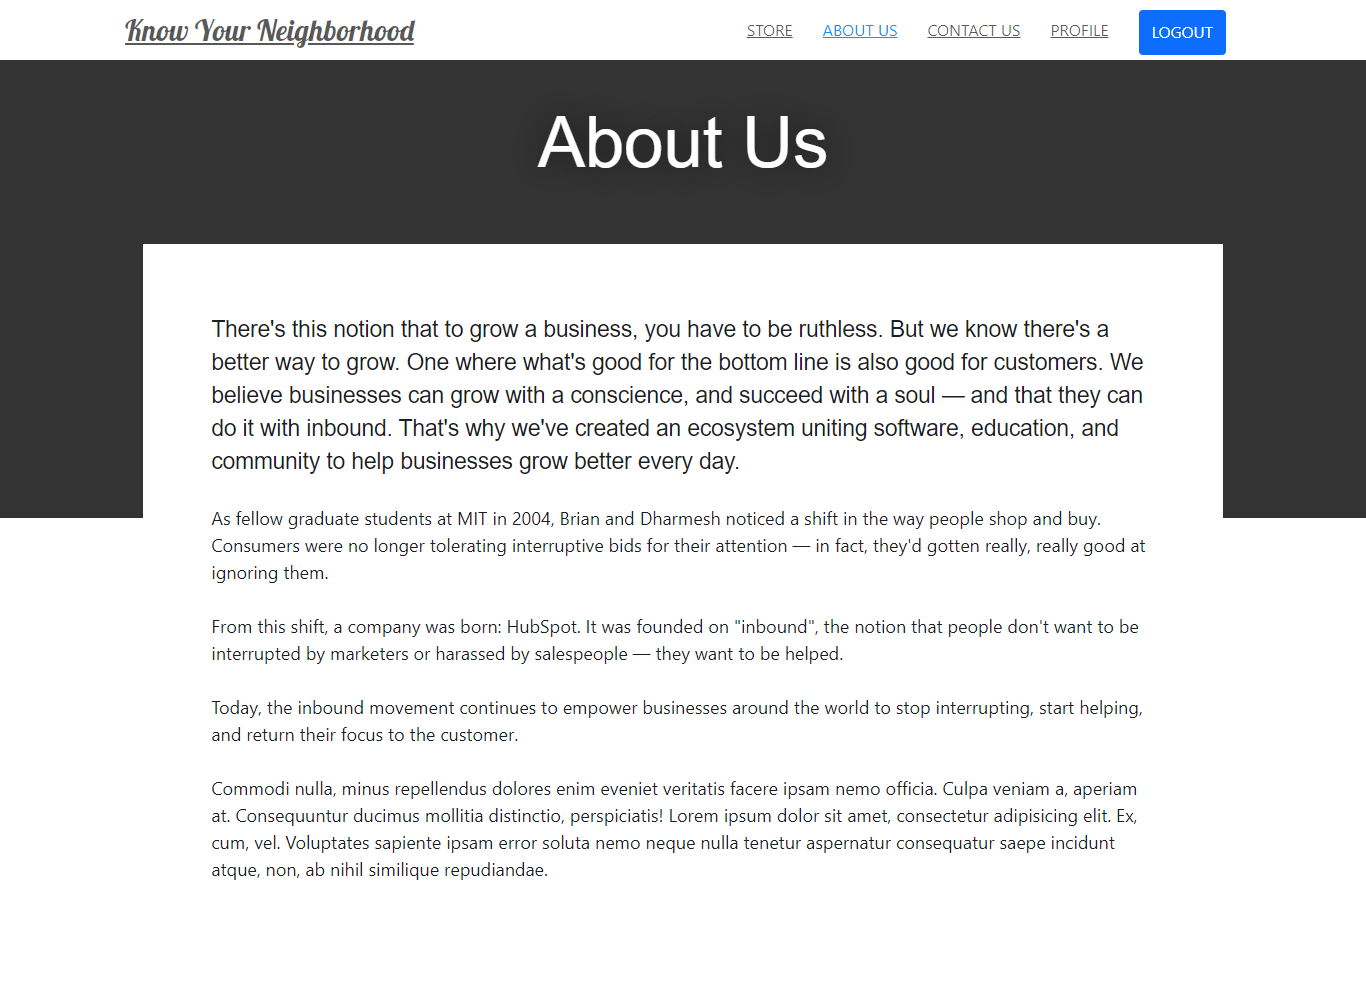 Know Your Neighborhood
STORE
ABOUT US
CONTACT US
PROFILE
LOGOUT
About Us
There's this notion that to grow a business, you have to be ruthless. But we know there's a
better way to grow. One where what's good for the bottom line is also good for customers. We
believe businesses can grow with a conscience, and succeed with a soul — and that they can
do it with inbound. That's why we've created an ecosystem uniting software, education, and
community to help businesses grow better every day.
As fellow graduate students at MIT in 2004, Brian and Dharmesh noticed a shift in the way people shop and buy.
Consumers were no longer tolerating interruptive bids for their attention — in fact, they'd gotten really, really good at
ignoring them.
From this shift, a company was born: HubSpot. It was founded on "inbound", the notion that people don't want to be
interrupted by marketers or harassed by salespeople — they want to be helped.
Today, the inbound movement continues to empower businesses around the world to stop interrupting, start helping,
and return their focus to the customer.
Commodi nulla, minus repellendus dolores enim eveniet veritatis facere ipsam nemo officia. Culpa veniam a, aperiam
at. Consequuntur ducimus mollitia distinctio, perspiciatis! Lorem ipsum dolor sit amet, consectetur adipisicing elit. Ex,
cum, vel. Voluptates sapiente ipsam error soluta nemo neque nulla tenetur aspernatur consequatur saepe incidunt
atque, non, ab nihil similique repudiandae.